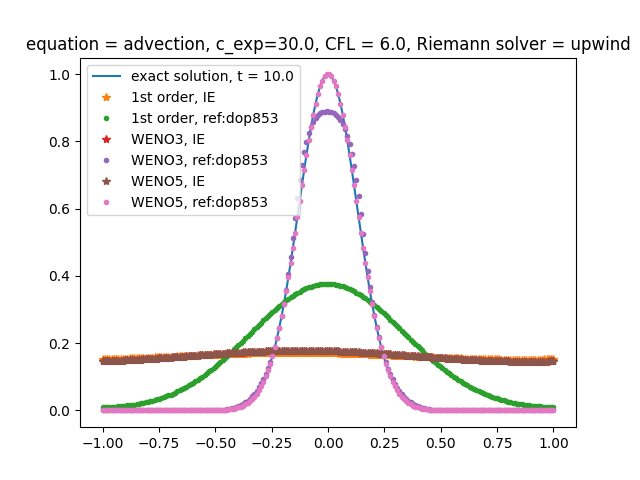 equation = advection, c_exp=30.0, CFL = 6.0, Riemann solver = upwind
exact solution, t = 10.0
1st order, IE
1st order, ref:dop853
WENO3, IE
WENO3, ref:dop853
WENO5, IE
WENO5, ref:dop853
1.0
0.8
0.6
0.4
0.2
0.0
−1.00 −0.75 −0.50 −0.25 0.00 0.25 0.50 0.75 1.00